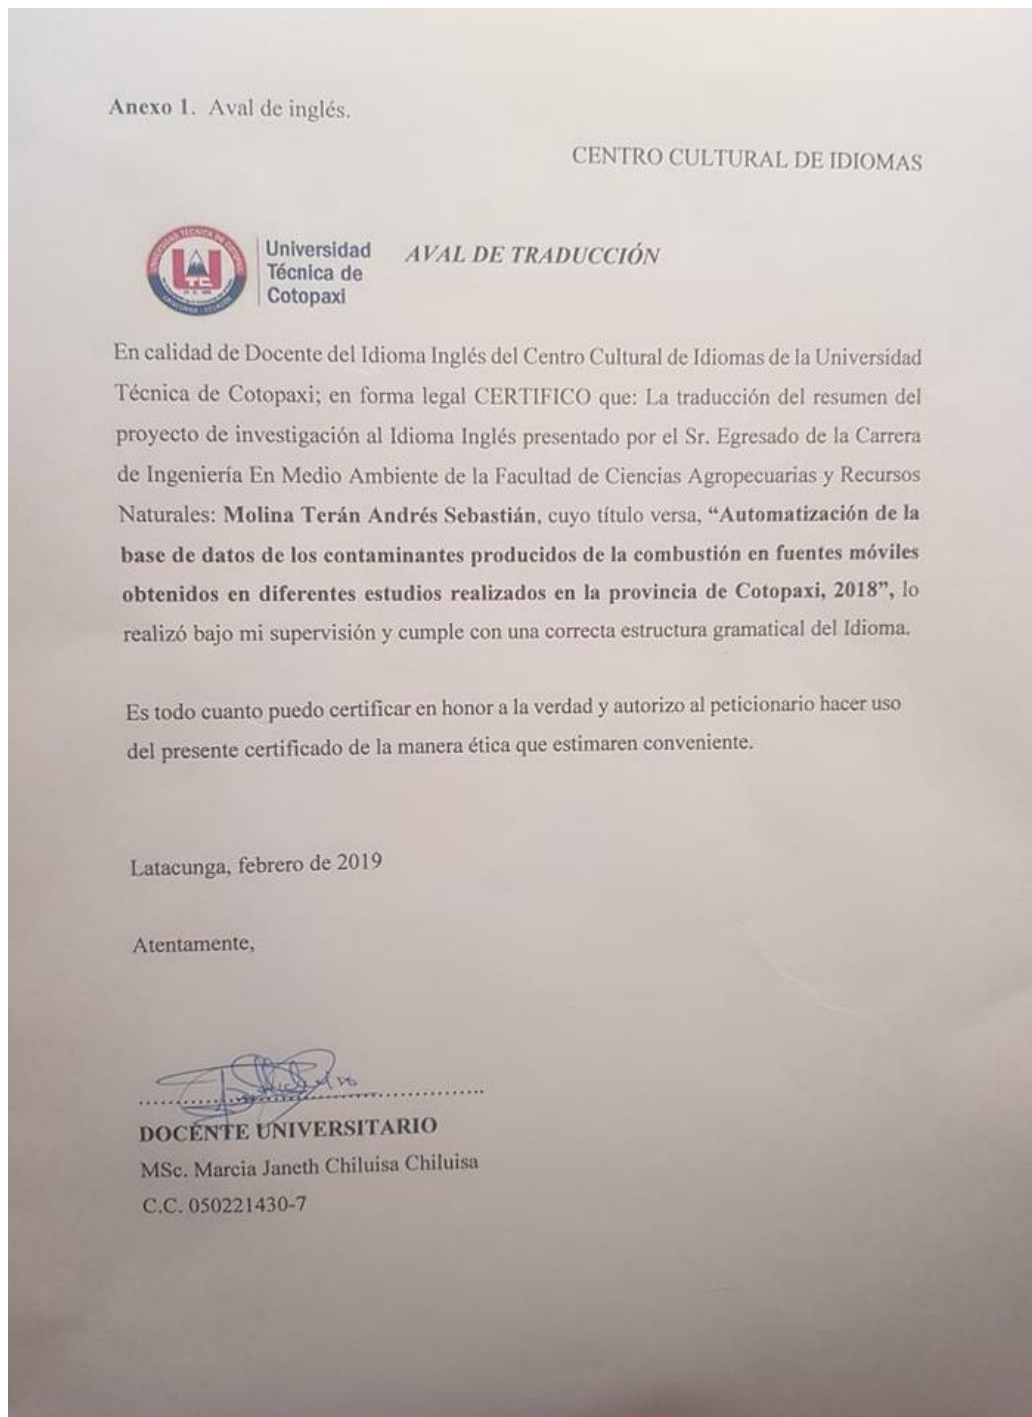 Anexo 1. Aval de inglés.
CENTRO CULTURAL DE IDIOMAS
Universidad
Técnica de
Cotopaxi
AVAL DE TRADUCCIÓN
En calidad de Docente del Idioma Inglés del Centro Cultural de Idiomas de la Universidad
Técnica de Cotopaxi; en forma legal CERTIFICO que: La traducción del resumen del
proyecto de investigación al Idioma Inglés presentado por el Sr. Egresado de la Carrera
de Ingeniería En Medio Ambiente de la Facultad de Ciencias Agropecuarias y Recursos
Naturales: Molina Terán Andrés Sebastián, cuyo título versa, “Automatización de la
base de datos de los contaminantes producidos de la combustión en fuentes móviles
obtenidos en diferentes estudios realizados en la provincia de Cotopaxi, 2018”, lo
realizó bajo mi supervisión y cumple con una correcta estructura gramatical del Idioma.
Es todo cuanto puedo certificar en honor a la verdad y autorizo al peticionario hacer uso
del presente certificado de la manera ética que estimaren conveniente.
Latacunga, febrero de 2019
Atentamente,
DOCENTE UNIVERSITARIO
MSc. Marcia Janeth Chiluisa Chiluisa
C.C. 050221430-7